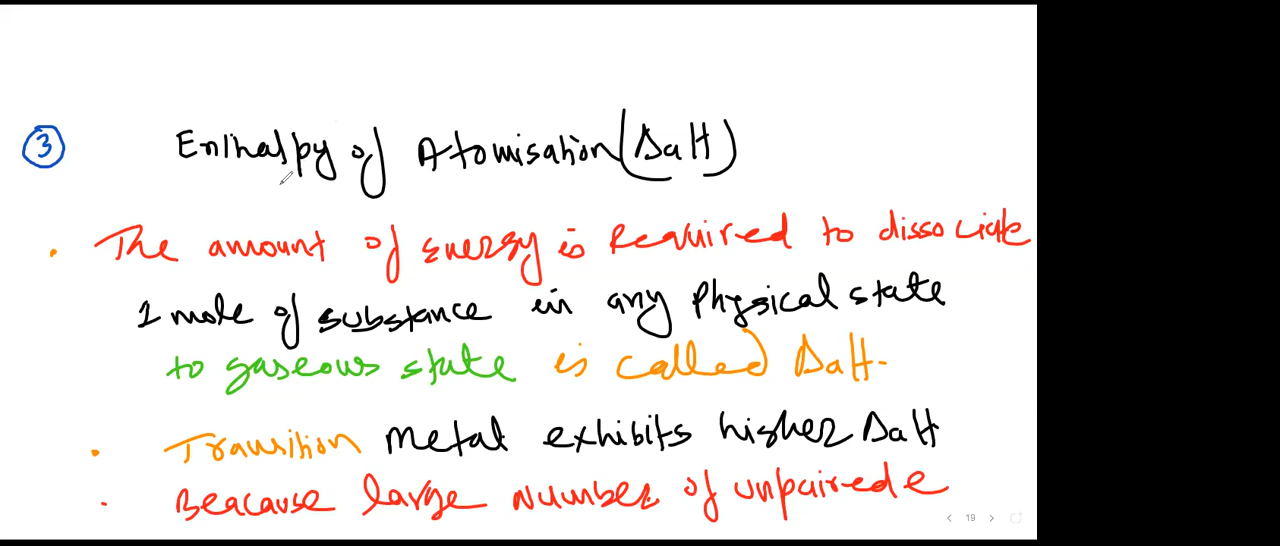 3 Enthalpy of Atomisation (ΔaH)
. The amount of energy is required to dissociate
1 mole of substance in any physical state
to gaseous state is called ΔaH.
. Transition metal exhibits higher ΔaH
. Beacause large number of unpaired e
< 19 >